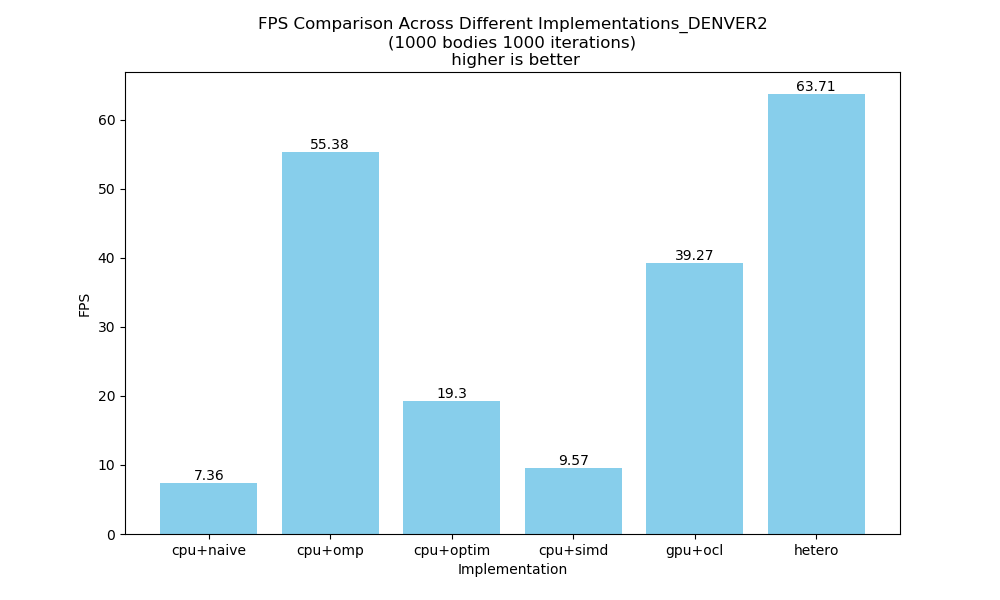 FPS Comparison Across Different Implementations_DENVER2
(1000 bodies 1000 iterations)
higher is better
63.71
60
55.38
50
40
39.27
FPS
30
20
19.3
10
9.57
7.36
0
cpu+naive cpu+omp cpu+optim cpu+simd gpu+ocl hetero
Implementation